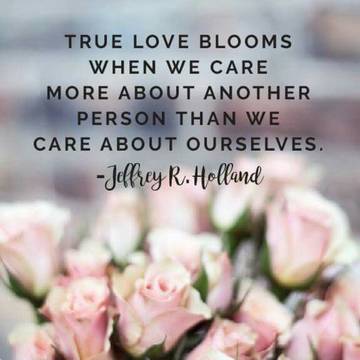 TRUE LOVE BLOOMS
WHEN WE CARE
MORE ABOUT ANOTHER
PERSON THAN WE
CARE ABOUT OURSELVES.
-Jeffrey R. Holland